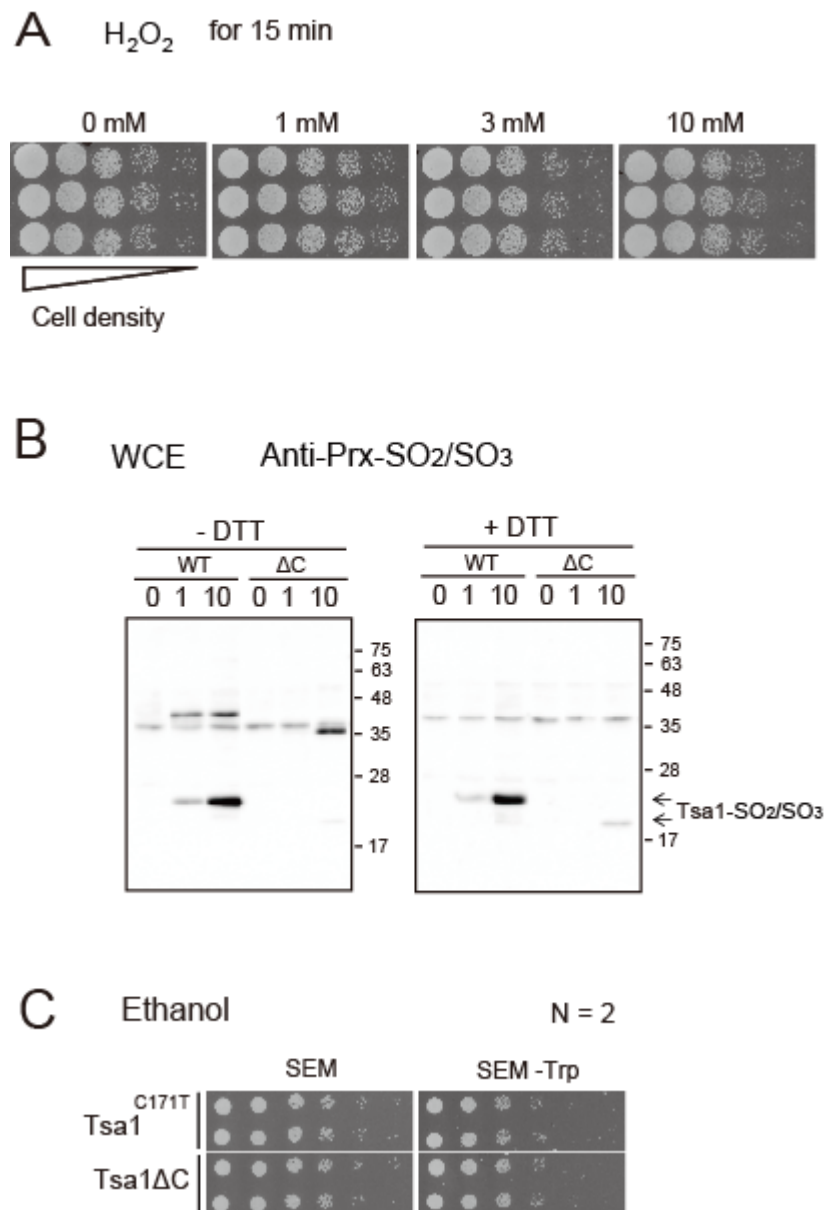 A H₂O₂ for 15 min
0 mM 1 mM 3 mM 10 mM
Cell density
B WCE Anti-Prx-SO₂/SO₃
- DTT + DTT
WT ΔC WT ΔC
0 1 10 0 1 10 0 1 10 0 1 10
75 75
63 63
48 48
35 35
28 28
Tsa1-SO₂/SO₃
17 17
C Ethanol N = 2
SEM SEM -Trp
Tsa1 C171T
Tsa1ΔC